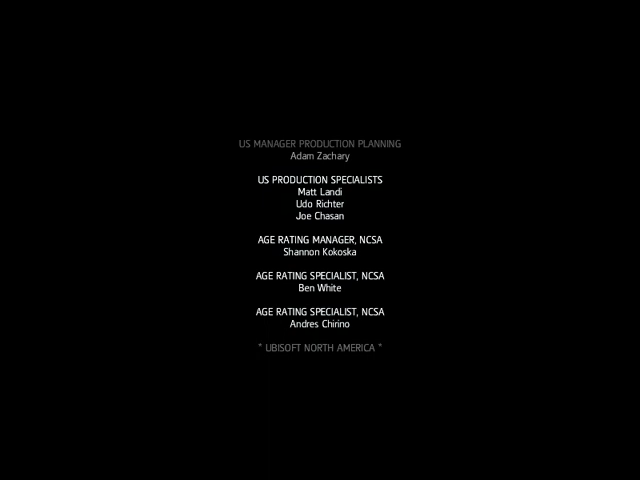 US MANAGER PRODUCTION PLANNING
Adam Zachary
US PRODUCTION SPECIALISTS
Matt Landi
Udo Richter
Joe Chasan
AGE RATING MANAGER, NCSA
Shannon Kokoska
AGE RATING SPECIALIST, NCSA
Ben White
AGE RATING SPECIALIST, NCSA
Andres Chirino
* UBISOFT NORTH AMERICA *